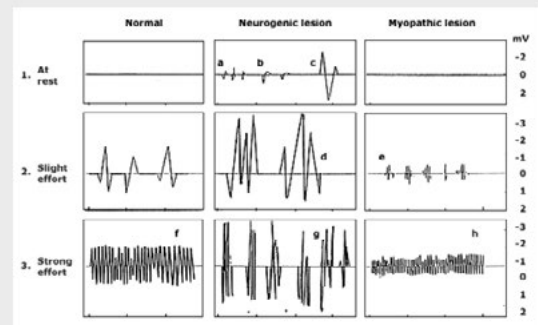 Normal Neurogenic lesion Myopathic lesion
mV
1. At rest
a b c
-2
0
2
2. Slight effort
d e
-3
-2
-1
0
1
2
3. Strong effort
f g h
-3
-2
-1
0
1
2